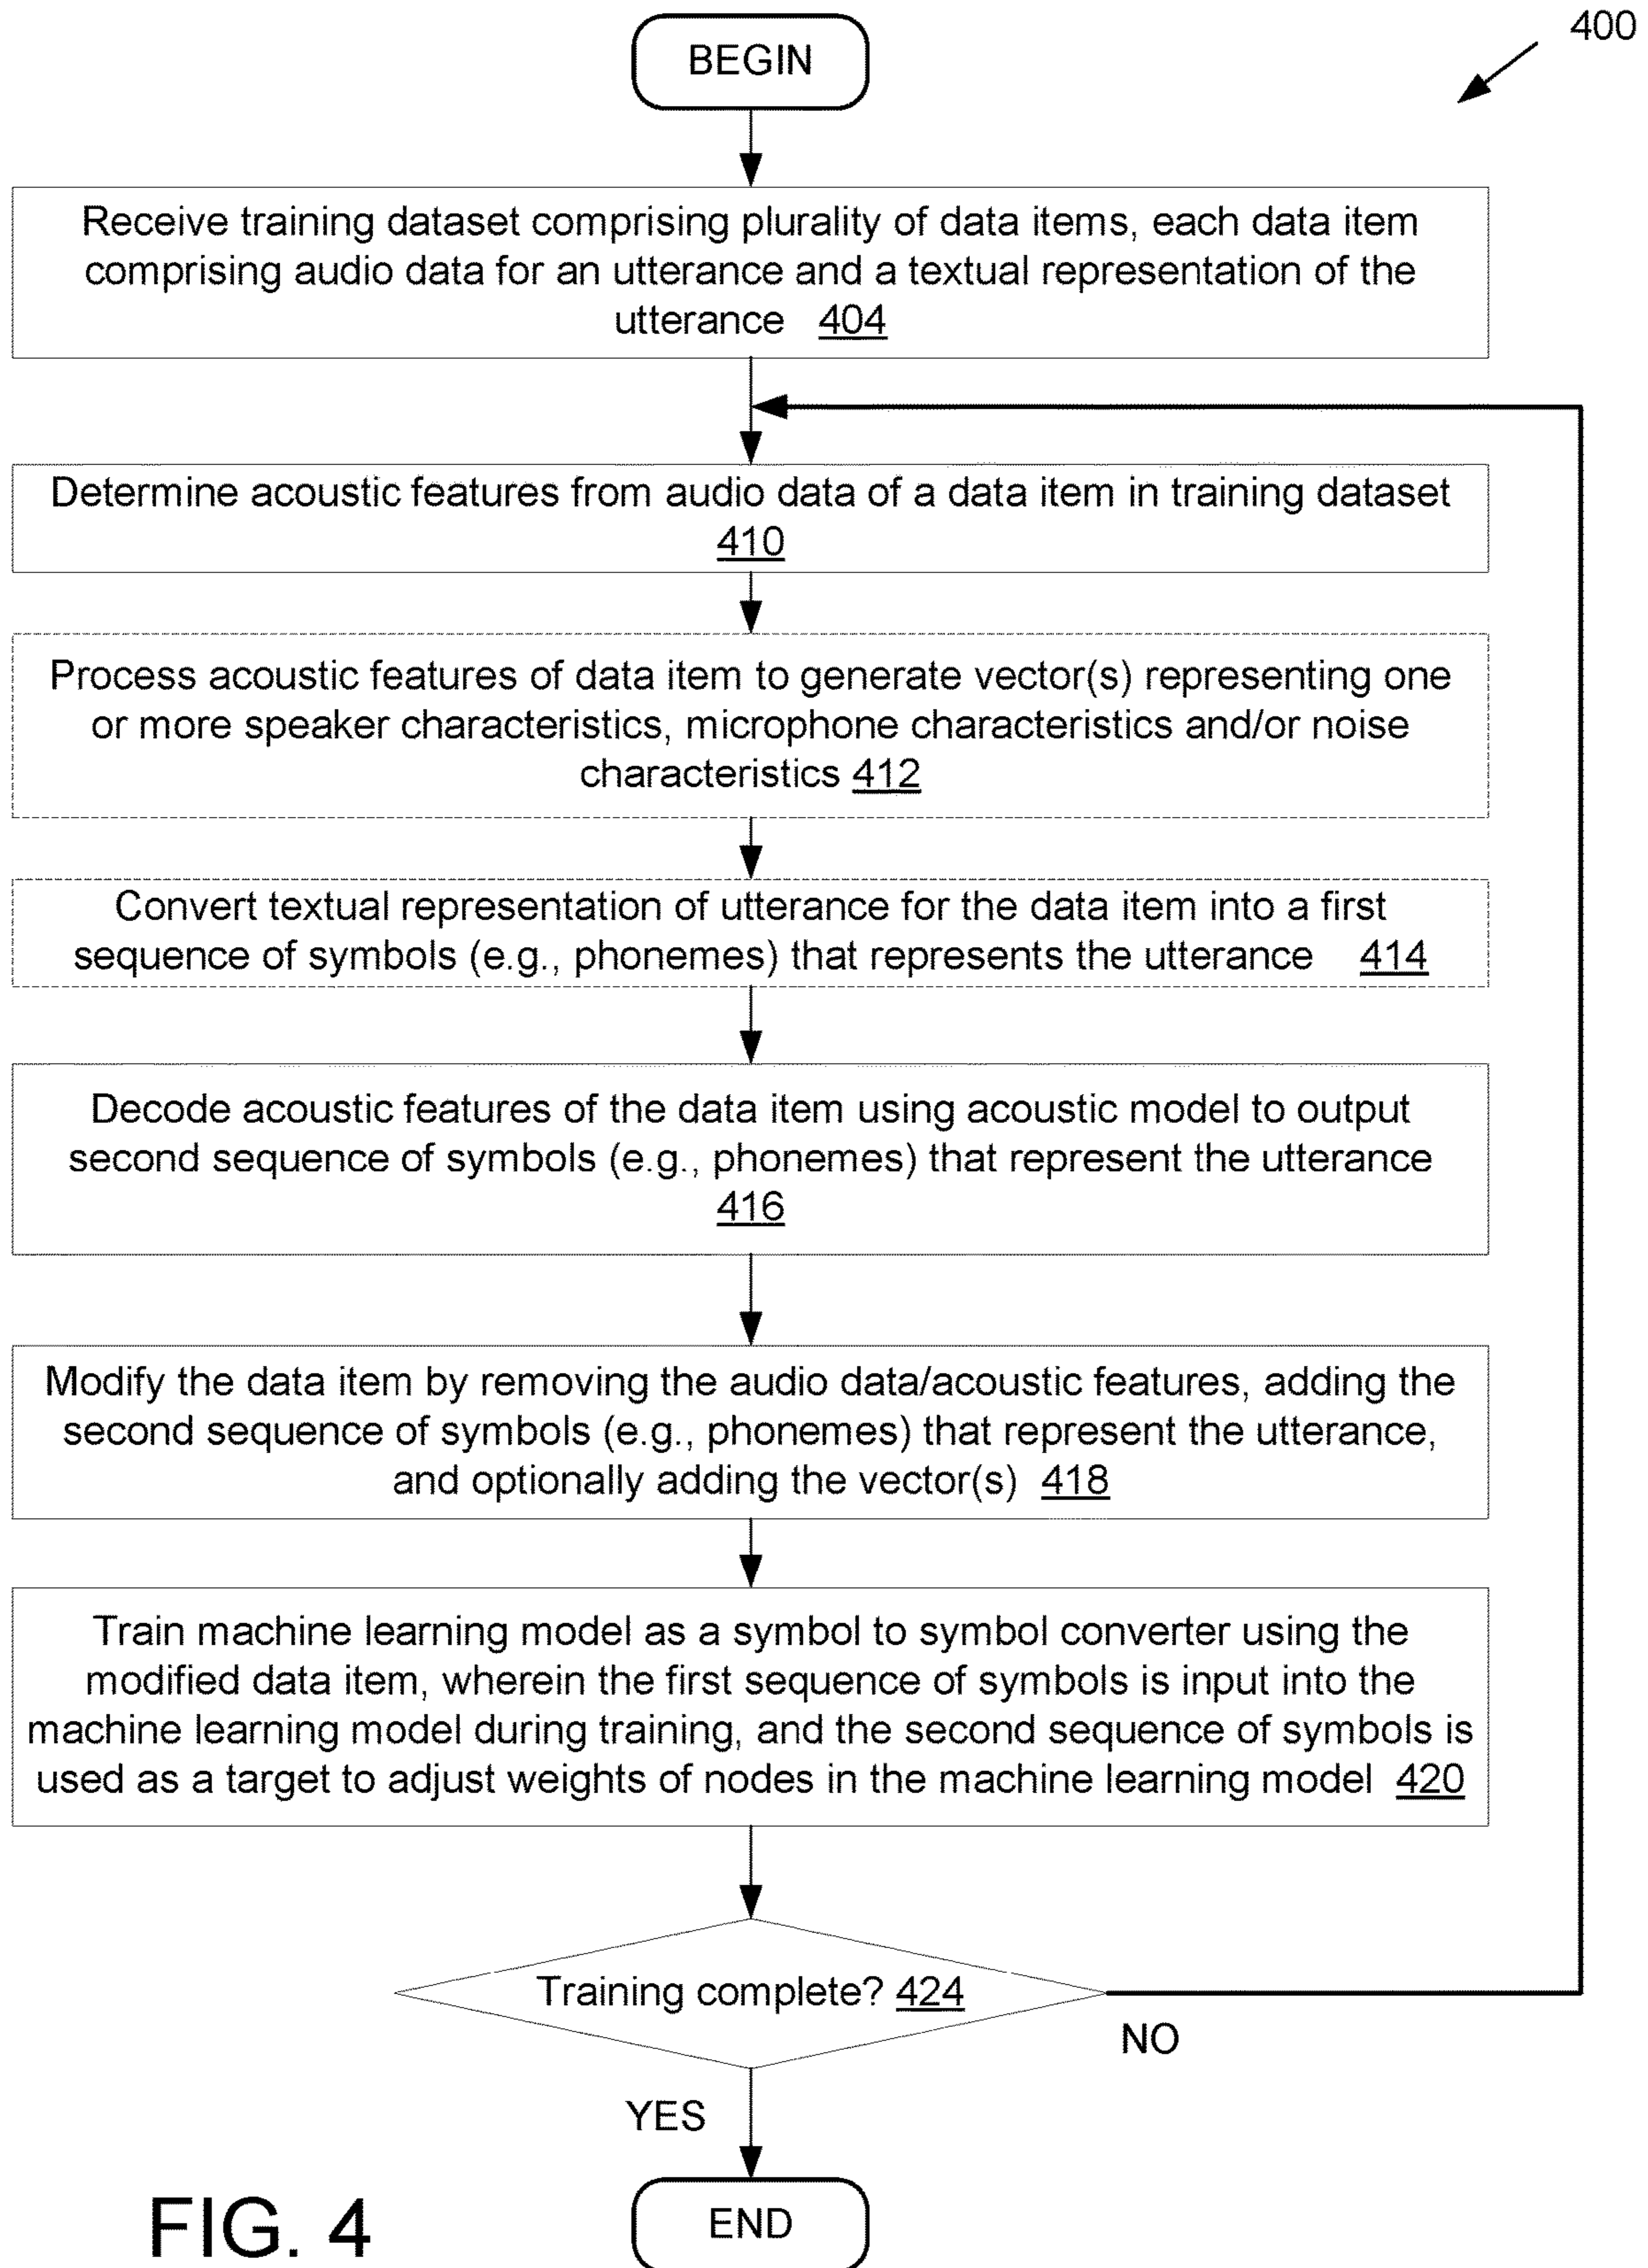 400
BEGIN
Receive training dataset comprising plurality of data items, each data item
comprising audio data for an utterance and a textual representation of the
utterance 404
Determine acoustic features from audio data of a data item in training dataset
410
Process acoustic features of data item to generate vector(s) representing one
or more speaker characteristics, microphone characteristics and/or noise
characteristics 412
Convert textual representation of utterance for the data item into a first
sequence of symbols (e.g., phonemes) that represents the utterance 414
Decode acoustic features of the data item using acoustic model to output
second sequence of symbols (e.g., phonemes) that represent the utterance
416
Modify the data item by removing the audio data/acoustic features, adding the
second sequence of symbols (e.g., phonemes) that represent the utterance,
and optionally adding the vector(s) 418
Train machine learning model as a symbol to symbol converter using the
modified data item, wherein the first sequence of symbols is input into the
machine learning model during training, and the second sequence of symbols is
used as a target to adjust weights of nodes in the machine learning model 420
Training complete? 424
NO
YES
END
FIG. 4